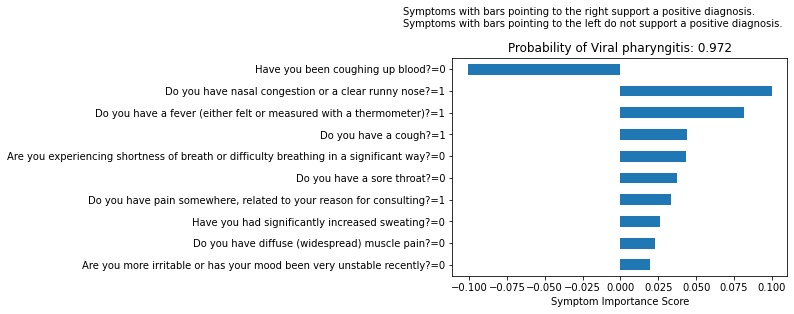 Symptoms with bars pointing to the right support a positive diagnosis.
Symptoms with bars pointing to the left do not support a positive diagnosis.
Probability of Viral pharyngitis: 0.972
Have you been coughing up blood?=0
Do you have nasal congestion or a clear runny nose?=1
Do you have a fever (either felt or measured with a thermometer)?=1
Do you have a cough?=1
Are you experiencing shortness of breath or difficulty breathing in a significant way?=0
Do you have a sore throat?=0
Do you have pain somewhere, related to your reason for consulting?=1
Have you had significantly increased sweating?=0
Do you have diffuse (widespread) muscle pain?=0
Are you more irritable or has your mood been very unstable recently?=0
−0.100 −0.075 −0.050 −0.025 0.000 0.025 0.050 0.075 0.100
Symptom Importance Score